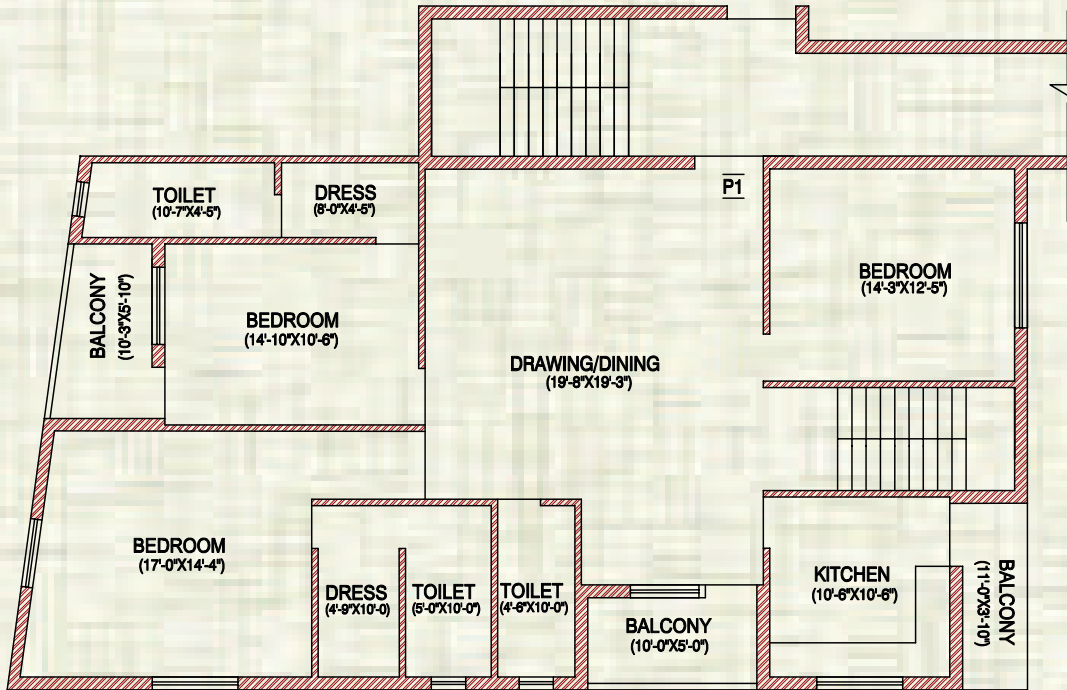 P1
TOILET
(10'-7"X4'-5")
DRESS
(8'-0"X4'-5")
BEDROOM
(14'-3"X12'-5")
BALCONY
(10'-3"X5'-10")
BEDROOM
(14'-10"X10'-6")
DRAWING/DINING
(19'-8"X19'-3")
BEDROOM
(17'-0"X14'-4")
DRESS
(4'-9"X10'-0)
TOILET
(5'-0"X10'-0")
TOILET
(4'-6"X10'-0")
BALCONY
(10'-0"X5'-0")
KITCHEN
(10'-6"X10'-6")
BALCONY
(11'-0"X3'-10")